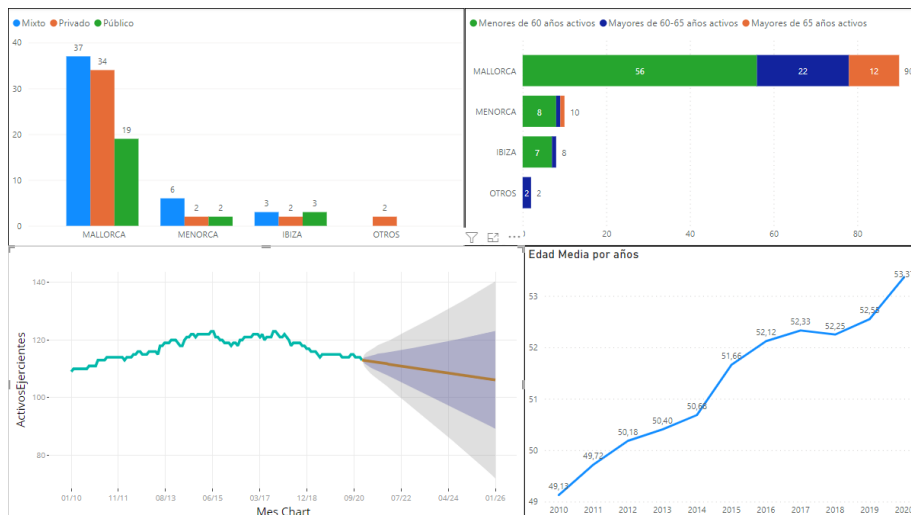 Mixto Privado Público
40
30
20
10
0
37
34
19
6
2
2
3
2
3
2
MALLORCA MENORCA IBIZA OTROS
Menores de 60 años activos Mayores de 60-65 años activos Mayores de 65 años activos
MALLORCA 56 22 12 90
MENORCA 8 10
IBIZA 7 8
OTROS 2 2
20 40 60 80
ActivosEjercientes
140
120
100
80
01/10 11/11 08/13 06/15 03/17 12/18 09/20 07/22 04/24 01/26
Mes Chart
Edad Media por años
53
52
51
50
49
49,13
49,72
50,18
50,40
50,66
51,66
52,12
52,33
52,25
52,55
53,37
2010 2011 2012 2013 2014 2015 2016 2017 2018 2019 2020